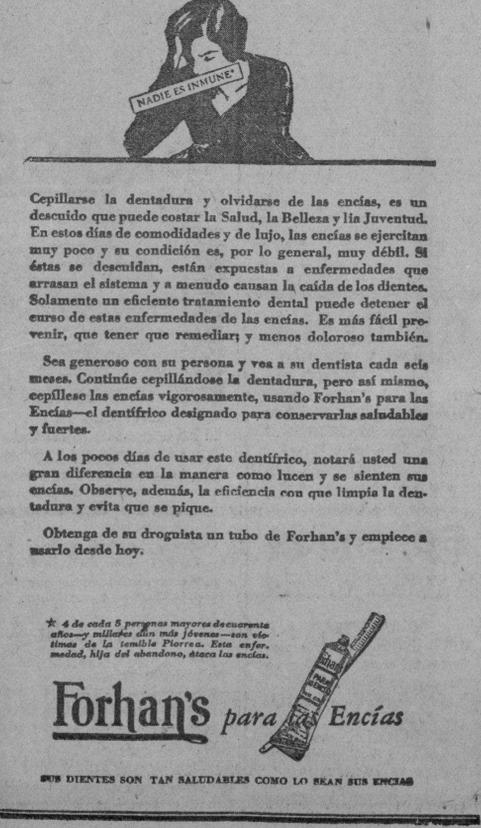 NADIE ES INMUNE*
Cepillarse la dentadura y olvidarse de las encías, es un
descuido que puede costar la Salud, la Belleza y lia Juventud.
En estos días de comodidades y de lujo, las encías se ejercitan
muy poco y su condición es, por lo general, muy débil. Si
éstas se descuidan, están expuestas a enfermedades que
arrasan el sistema y a menudo causan la caída de los dientes.
Solamente un eficiente tratamiento dental puede detener el
curso de estas enfermedades de las encías. Es más fácil pre-
venir, que tener que remediar; y menos doloroso también.
Sea generoso con su persona y vea a su dentista cada seis
meses. Continúe cepillándose la dentadura, pero así mismo,
cepíllese las encías vigorosamente, usando Forhan's para las
Encías—el dentífrico designado para conservarlas saludables
y fuertes.
A los pocos días de usar este dentífrico, notará usted una
gran diferencia en la manera como lucen y se sienten sus
encías. Observe, además, la eficiencia con que limpia la den-
tadura y evita que se pique.
Obtenga de su droguista un tubo de Forhan's y empiece a
usarlo desde hoy.
* 4 de cada 5 personas mayores de cuarenta
años—y millares aún más jóvenes—son víc-
timas de la temible Piorrea. Esta enfer-
medad, hija del abandono, ataca las encías.
Forhan's para las Encías
SUS DIENTES SON TAN SALUDABLES COMO LO SEAN SUS ENCIAS